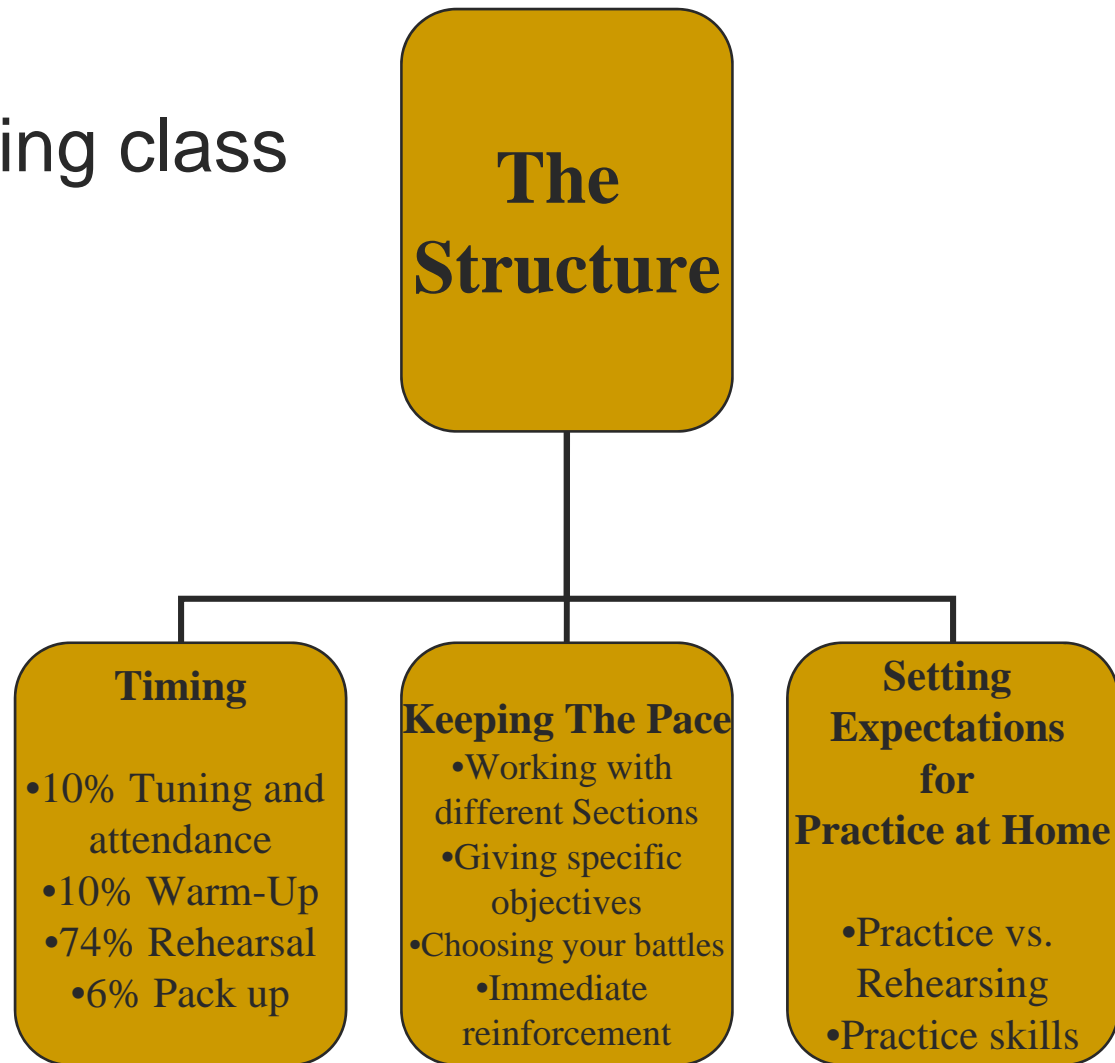 ing class
The
Structure
Timing
•10% Tuning and
attendance
•10% Warm-Up
•74% Rehearsal
•6% Pack up
Keeping The Pace
•Working with
different Sections
•Giving specific
objectives
•Choosing your battles
•Immediate
reinforcement
Setting
Expectations
for
Practice at Home
•Practice vs.
Rehearsing
•Practice skills